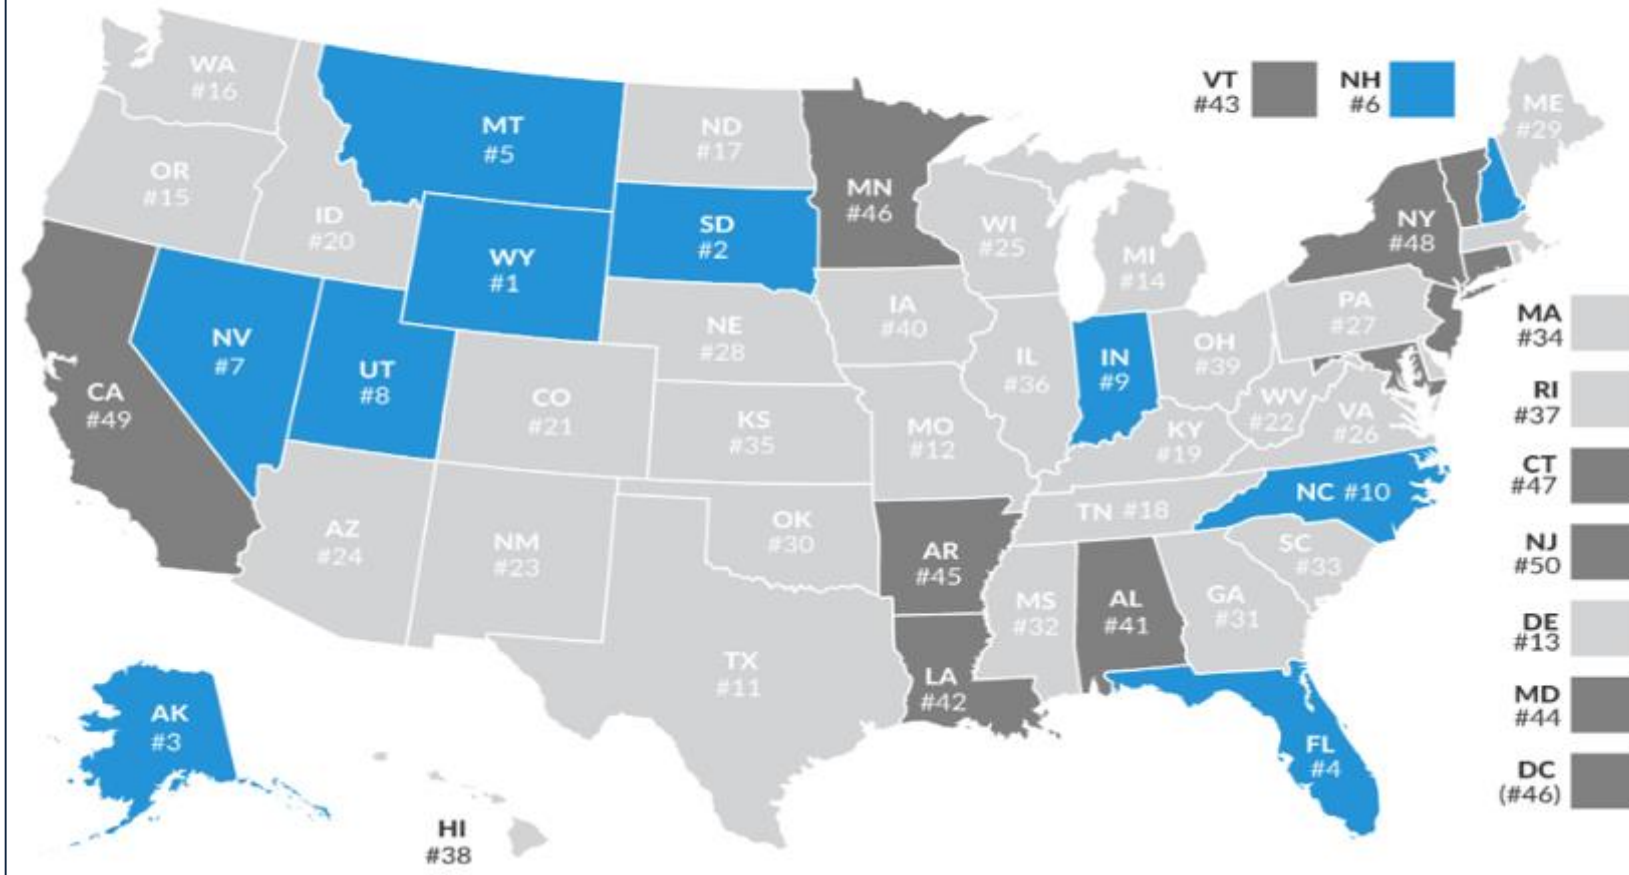 WA
#16
MT
#5
ND
#17
MN
#46
VT
#43
NH
#6
ME
#29
OR
#15
ID
#20
WY
#1
SD
#2
WI
#25
MI
#14
NY
#48
NV
#7
UT
#8
CA
#49
CO
#21
NE
#28
KS
#35
IA
#40
MO
#12
IL
#36
IN
#9
OH
#39
PA
#27
WV
#22
VA
#26
KY
#19
TN #18
NC #10
AZ
#24
NM
#23
OK
#30
TX
#11
AR
#45
LA
#42
MS
#32
AL
#41
GA
#31
SC
#33
FL
#4
AK
#3
HI
#38
MA
#34
RI
#37
CT
#47
NJ
#50
DE
#13
MD
#44
DC
(#46)